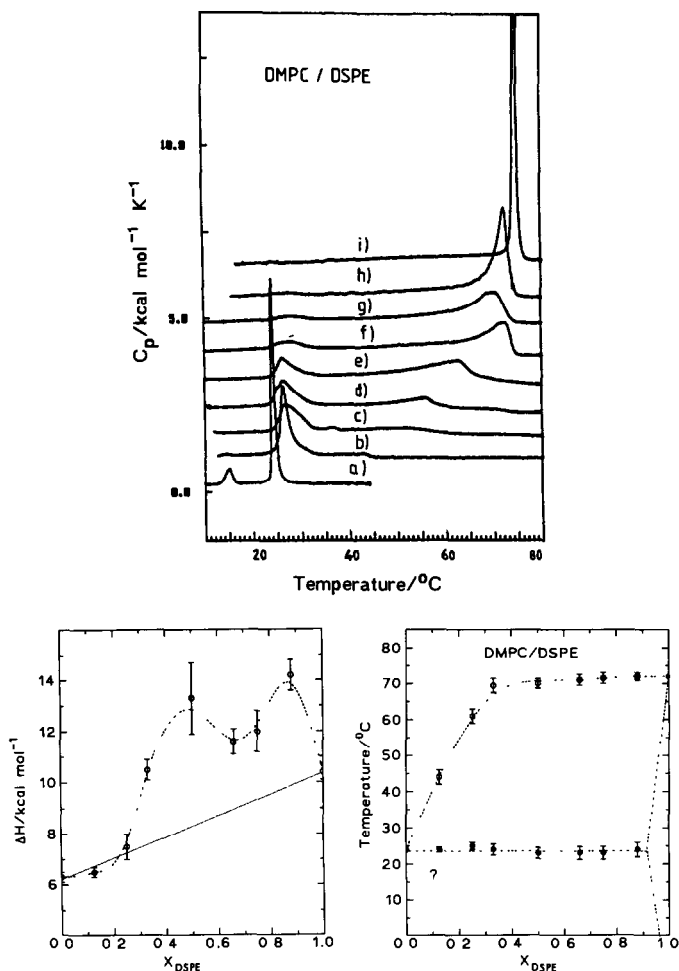 DMPC / DSPE
10.0
5.0
0.0
Cp/kcal mol⁻¹ K⁻¹
i)
h)
g)
f)
e)
d)
c)
b)
a)
20 40 60 80
Temperature/°C
14
12
10
8
6
ΔH/kcal mol⁻¹
0.0 0.2 0.4 0.6 0.8 1.0
X DSPE
DMPC/DSPE
80
70
60
50
40
30
20
10
0
Temperature/°C
?
0.0 0.2 0.4 0.6 0.8 1.0
X DSPE